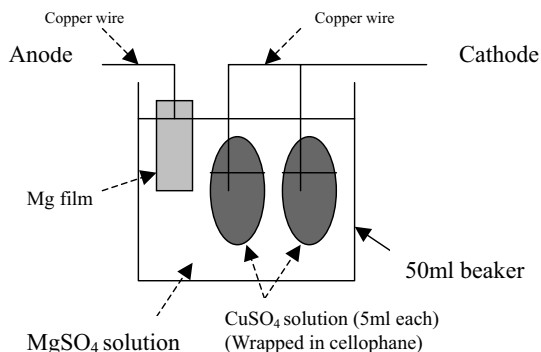 Copper wire
Copper wire
Anode
Cathode
Mg film
50ml beaker
MgSO₄ solution
CuSO₄ solution (5ml each)
(Wrapped in cellophane)